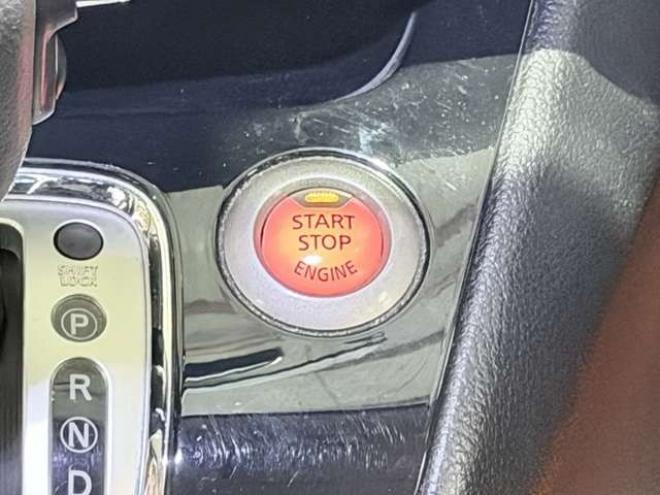 START
STOP
ENGINE
SHIFT
LOCK
P
R
N
D